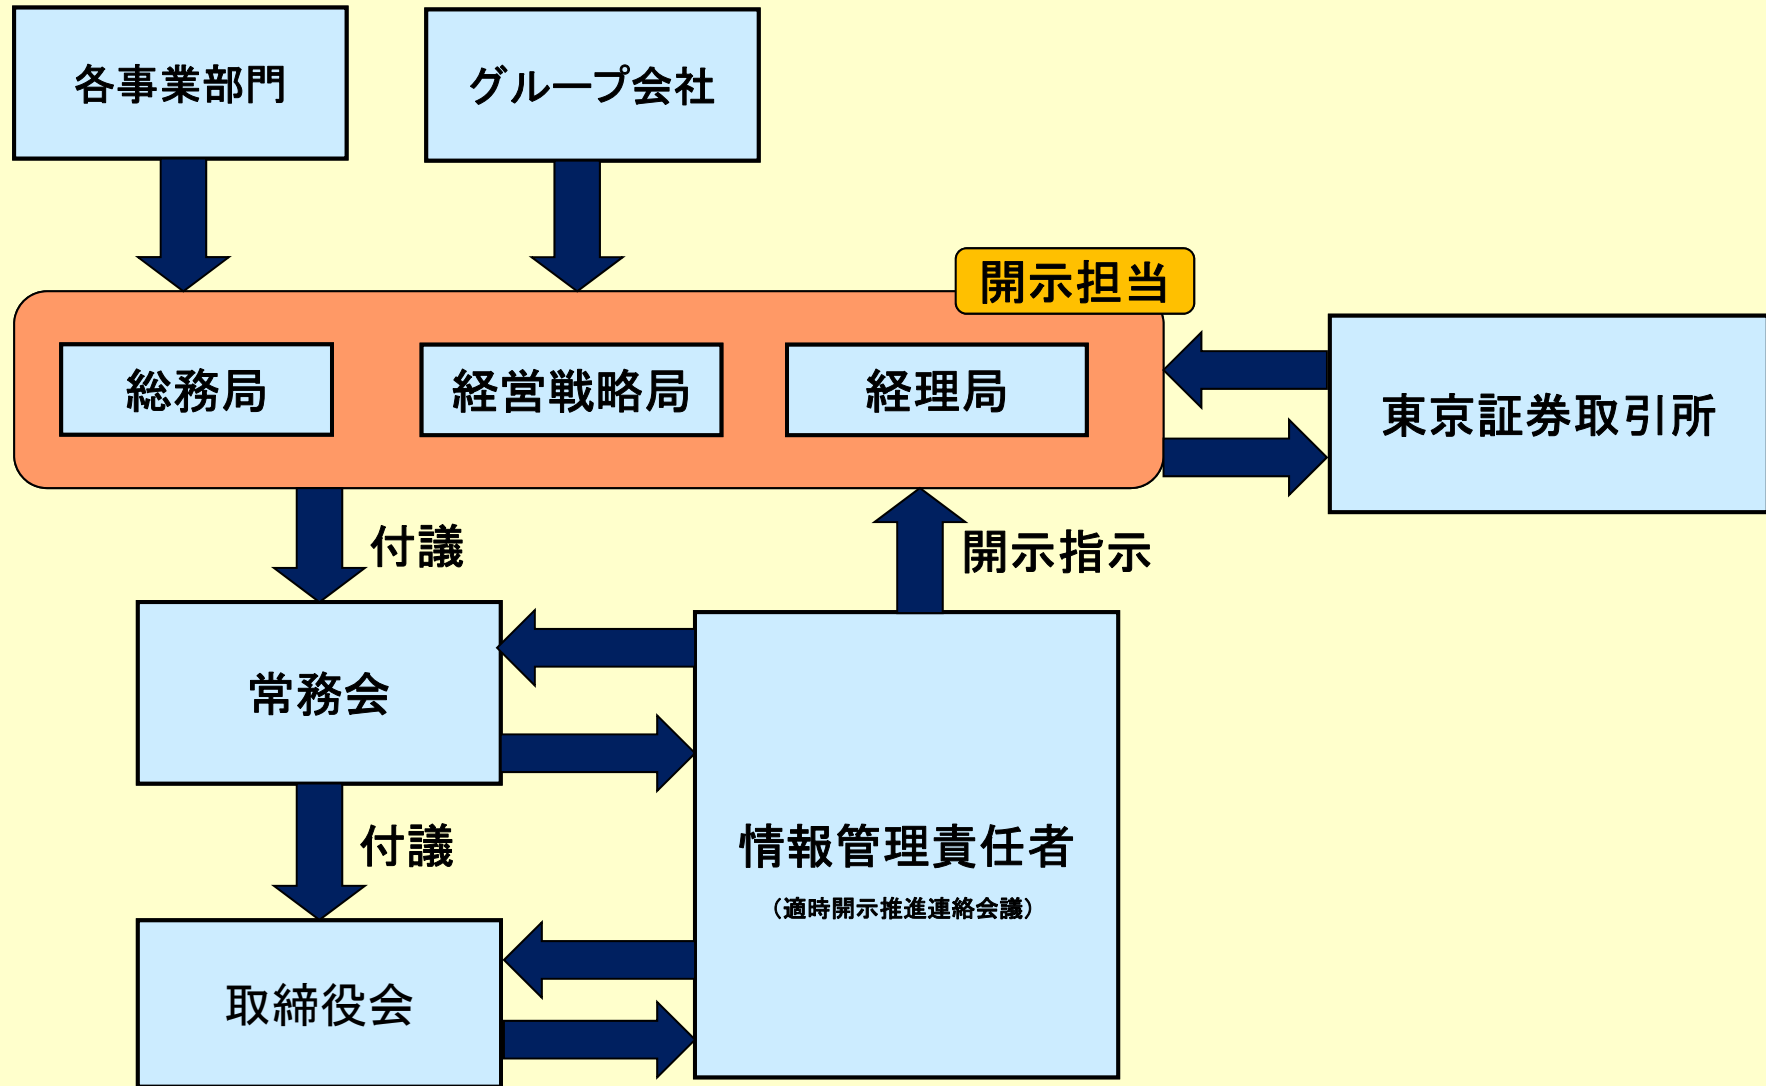 各事業部門
グループ会社
開示担当
総務局
経営戦略局
経理局
東京証券取引所
付議
開示指示
常務会
付議
情報管理責任者
（適時開示推進連絡会議）
取締役会